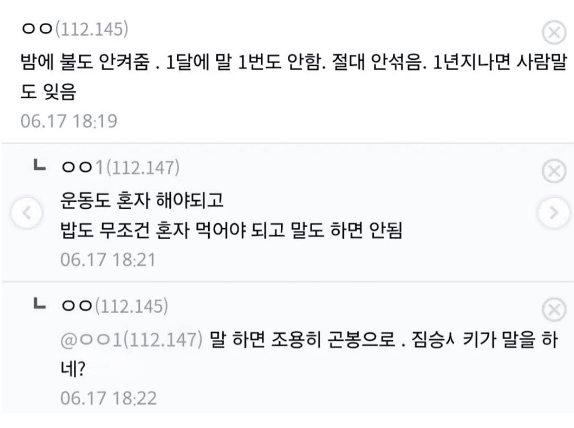 ㅇㅇ(112.145)
밤에 불도 안켜줌 . 1달에 말 1번도 안함. 절대 안섞음. 1년지나면 사람말
도 잊음
06.17 18:19
ㅇㅇ1(112.147)
운동도 혼자 해야되고
밥도 무조건 혼자 먹어야 되고 말도 하면 안됨
06.17 18:21
ㅇㅇ(112.145)
@ㅇㅇ1(112.147) 말 하면 조용히 곤봉으로 . 짐승ㅅ키가 말을 하
네?
06.17 18:22